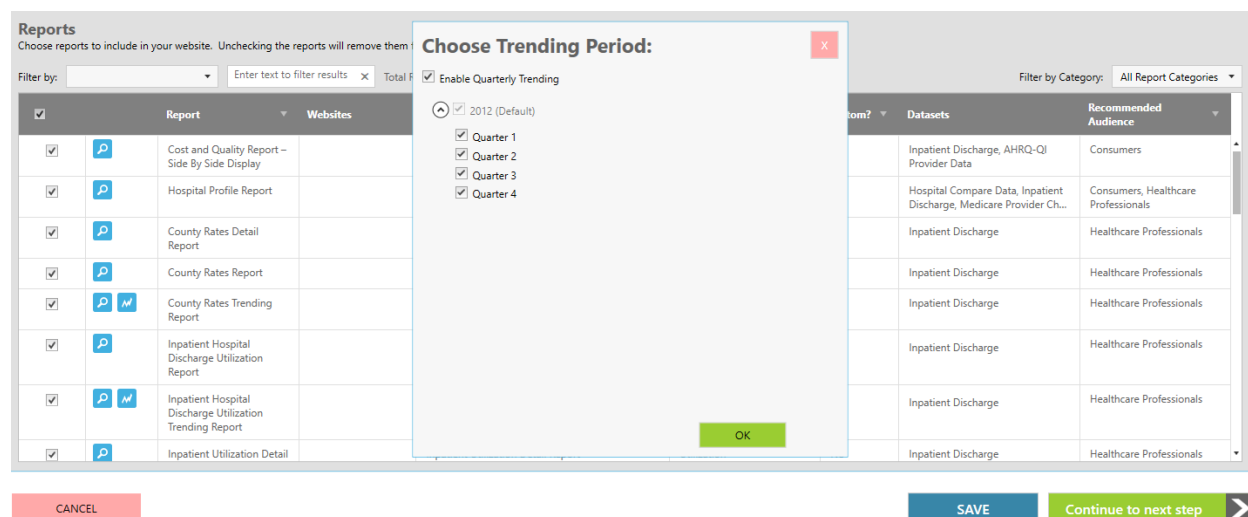 Reports
Choose reports to include in your website. Unchecking the reports will remove them
Filter by:
Enter text to filter results x
Total
Filter by Category: All Report Categories
Report
Websites
tom?
Datasets
Recommended
Audience
Cost and Quality Report –
Side By Side Display
Inpatient Discharge, AHRQ-QI
Provider Data
Consumers
Hospital Profile Report
Hospital Compare Data, Inpatient
Discharge, Medicare Provider Ch...
Consumers, Healthcare
Professionals
County Rates Detail
Report
Inpatient Discharge
Healthcare Professionals
County Rates Report
Inpatient Discharge
Healthcare Professionals
County Rates Trending
Report
Inpatient Discharge
Healthcare Professionals
Inpatient Hospital
Discharge Utilization
Report
Inpatient Discharge
Healthcare Professionals
Inpatient Hospital
Discharge Utilization
Trending Report
Inpatient Discharge
Healthcare Professionals
Inpatient Utilization Detail
Inpatient Discharge
Healthcare Professionals
Choose Trending Period:
X
Enable Quarterly Trending
2012 (Default)
Quarter 1
Quarter 2
Quarter 3
Quarter 4
OK
CANCEL
SAVE
Continue to next step